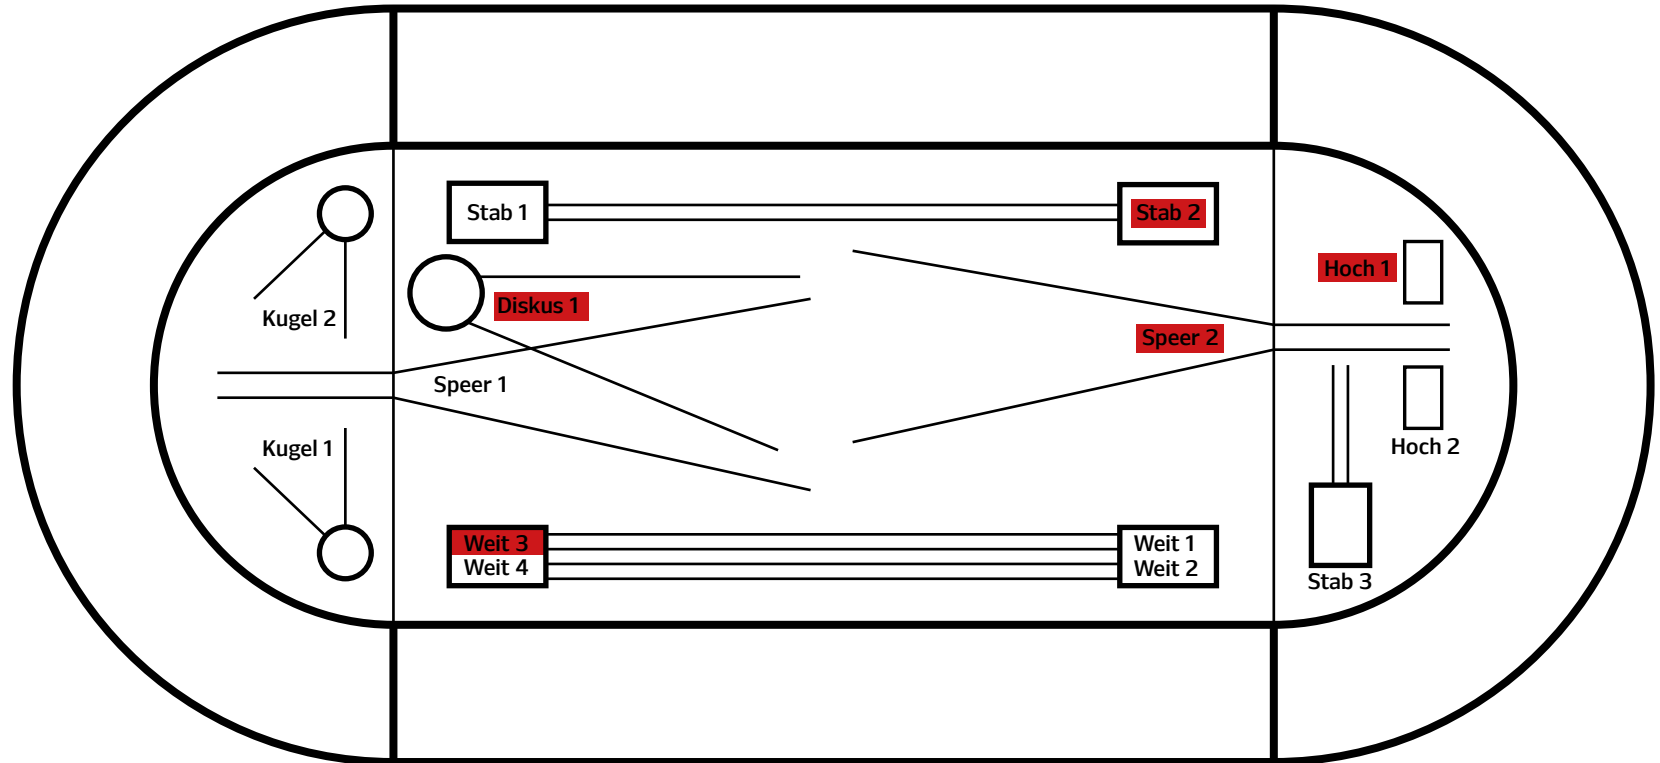 Stab 1
Stab 2
Hoch 1
Diskus 1
Kugel 2
Speer 2
Speer 1
Kugel 1
Hoch 2
Weit 3
Weit 4
Weit 1
Weit 2
Stab 3